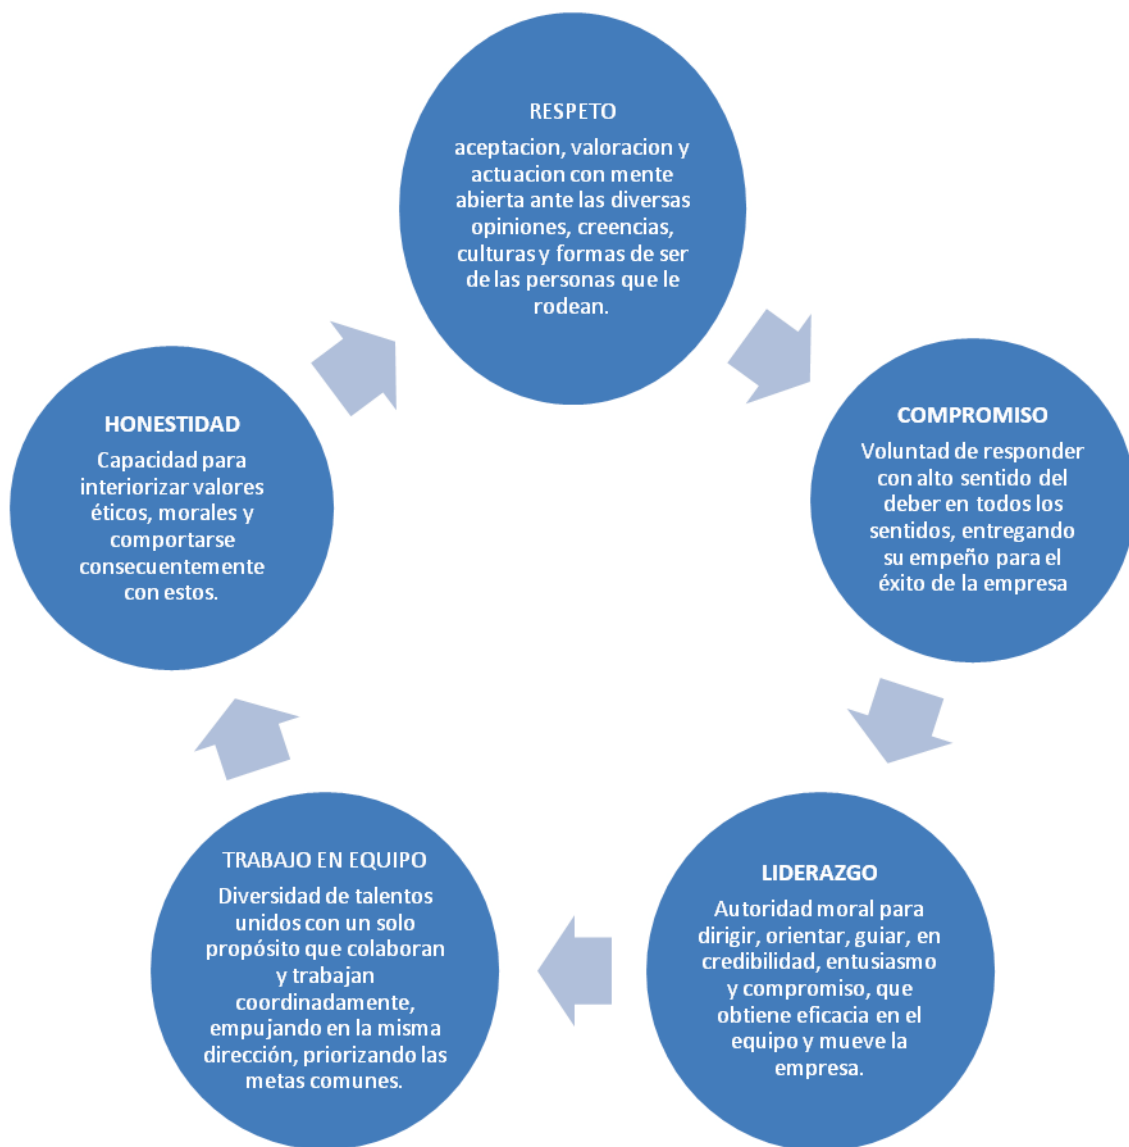 RESPETO
aceptacion, valoracion y
actuacion con mente
abierta ante las diversas
opiniones, creencias,
culturas y formas de ser
de las personas que le
rodean.
COMPROMISO
Voluntad de responder
con alto sentido del
deber en todos los
sentidos, entregando
su empeño para el
éxito de la empresa
LIDERAZGO
Autoridad moral para
dirigir, orientar, guiar, en
credibilidad, entusiasmo
y compromiso, que
obtiene eficacia en el
equipo y mueve la
empresa.
TRABAJO EN EQUIPO
Diversidad de talentos
unidos con un solo
propósito que colaboran
y trabajan
coordinadamente,
empujando en la misma
dirección, priorizando las
metas comunes.
HONESTIDAD
Capacidad para
interiorizar valores
éticos, morales y
comportarse
consecuentemente
con estos.